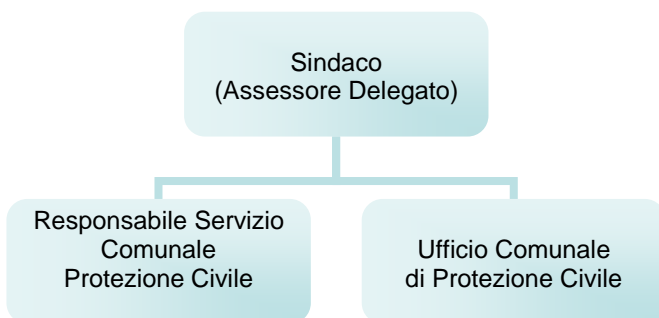 Sindaco
(Assessore Delegato)
Responsabile Servizio
Comunale
Protezione Civile
Ufficio Comunale
di Protezione Civile